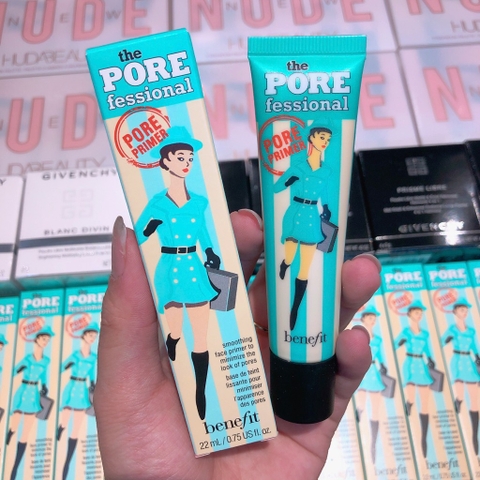 NUDE
HUDABEAUTY
the
PORE
fessional
PORE
PRIMER
smoothing
face primer to
minimize the
look of pores
base de teint
lissante pour
minimiser
l'apparence
des pores
benefit
22 mL / 0.75 US fl. oz.
the
PORE
fessional
PORE
PRIMER
benefit
GIVENCHY
BLANC DIVIN
PRISME LIBRE
GIVENCHY
PORE
fessional
PORE
fessional